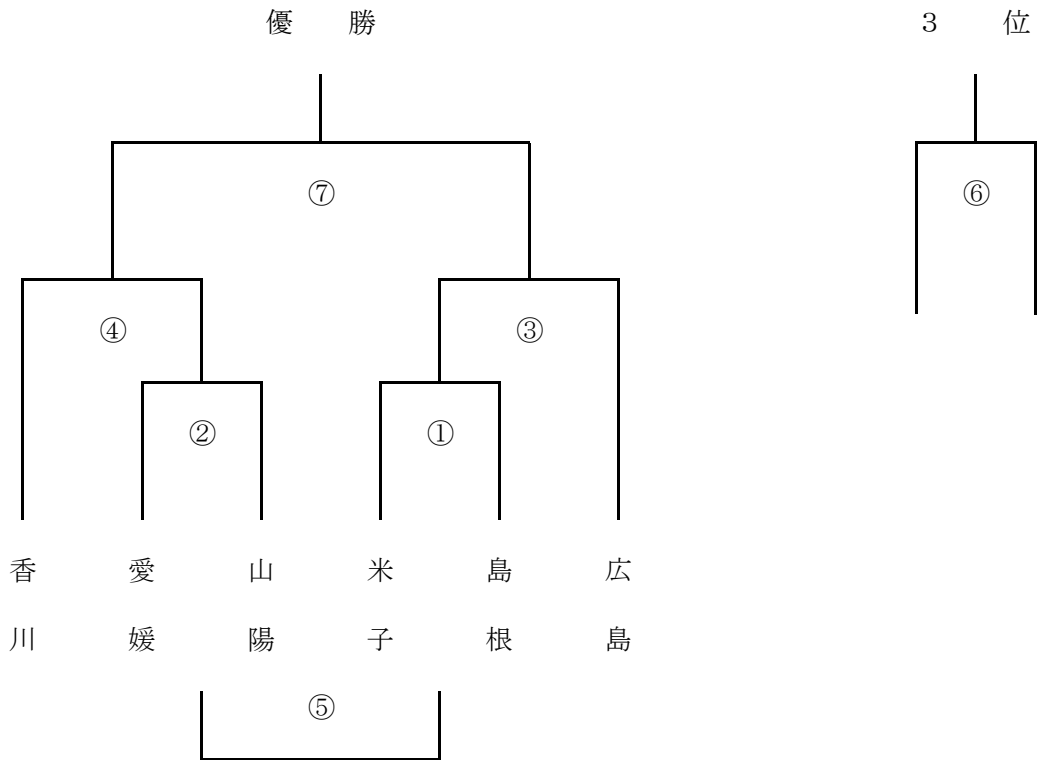 優 勝
3 位
⑦
⑥
④
③
②
①
香川
愛媛
山陽
米子
島根
広島
⑤